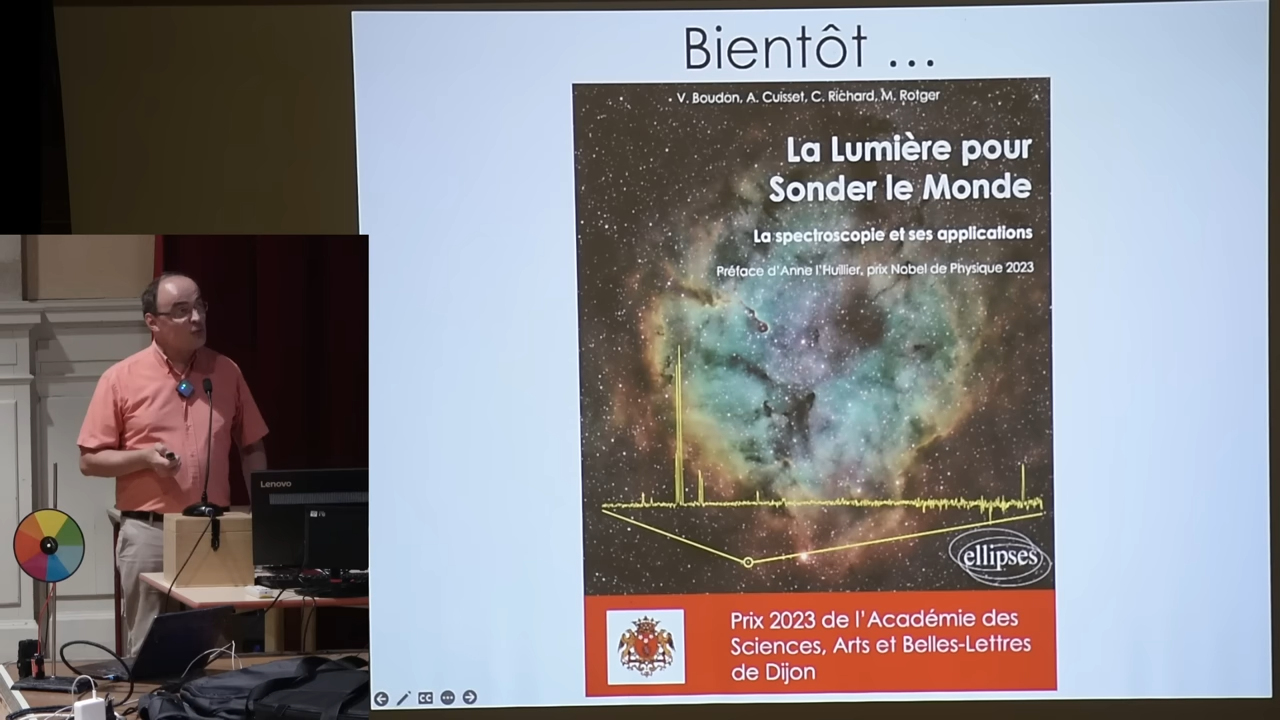 Bientôt ...
V. Boudon, A. Cuisset, C. Richard, M. Rotger
La Lumière pour
Sonder le Monde
La spectroscopie et ses applications
Préface d'Anne l'Huillier, prix Nobel de Physique 2023
ellipses
Prix 2023 de l'Académie des
Sciences, Arts et Belles-Lettres
de Dijon
Lenovo
CC